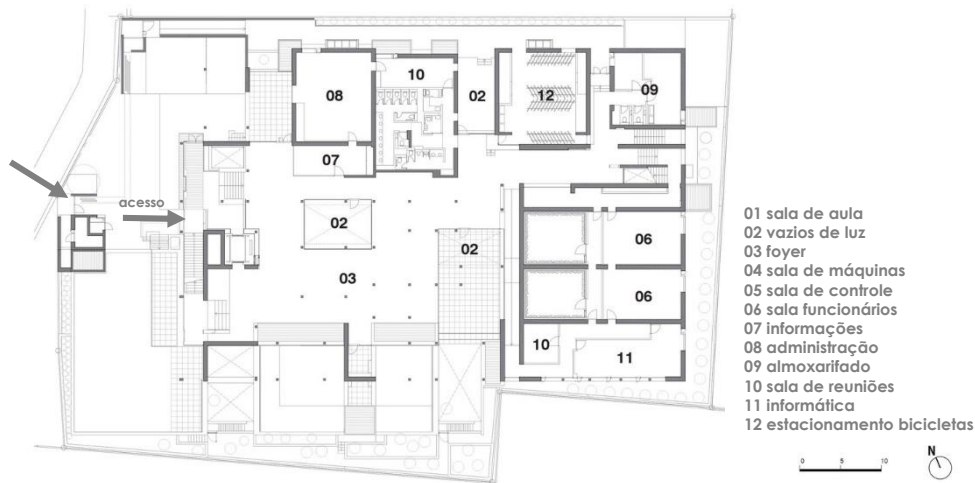 10
08
02
12
09
07
acesso
02
02
06
03
06
10
11
01 sala de aula
02 vazios de luz
03 foyer
04 sala de máquinas
05 sala de controle
06 sala funcionários
07 informações
08 administração
09 almoxarifado
10 sala de reuniões
11 informática
12 estacionamento bicicletas
0 5 10
N